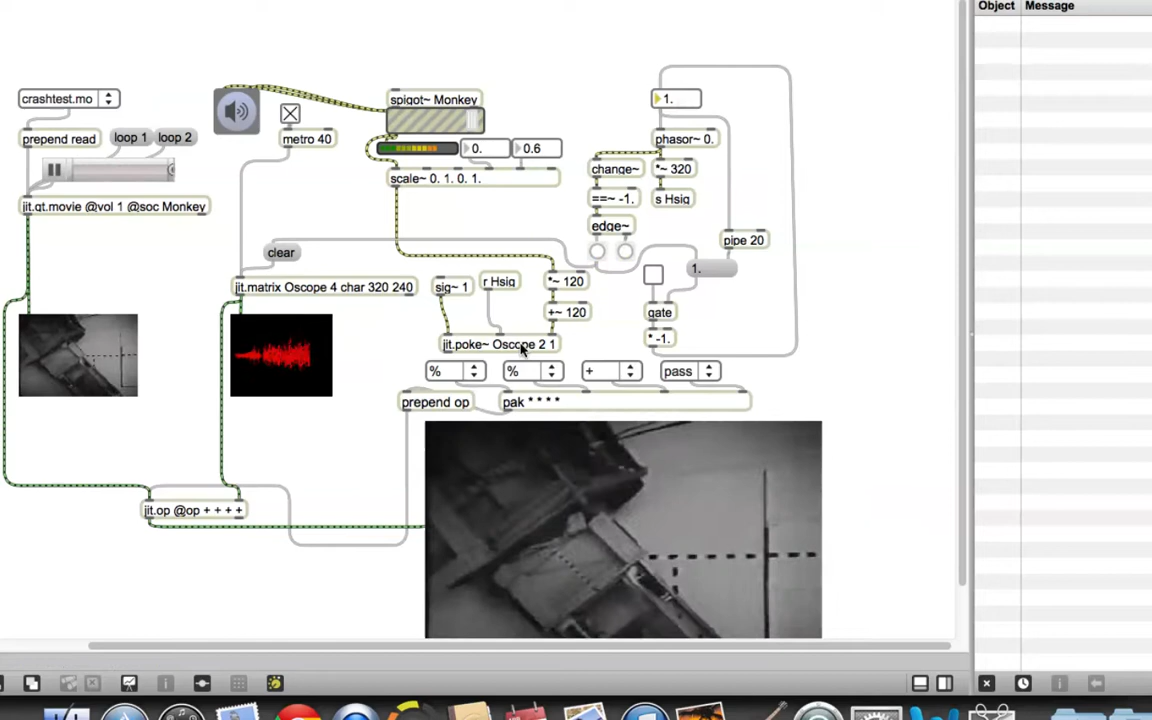 Object Message
crashtest.mo
prepend read
loop 1 loop 2
jit.qt.movie @vol 1 @soc Monkey
metro 40
spigot~ Monkey
0. 0.6
scale~ 0. 1. 0. 1.
clear
jit.matrix Oscope 4 char 320 240
sig~ 1
r Hsig
*~ 120
+~ 120
jit.poke~ Oscope 2 1
1.
phasor~ 0.
change~ *~ 320
==~ -1. s Hsig
edge~
pipe 20
1.
gate
* -1.
% % + pass
prepend op pak * * * *
jit.op @op + + + +